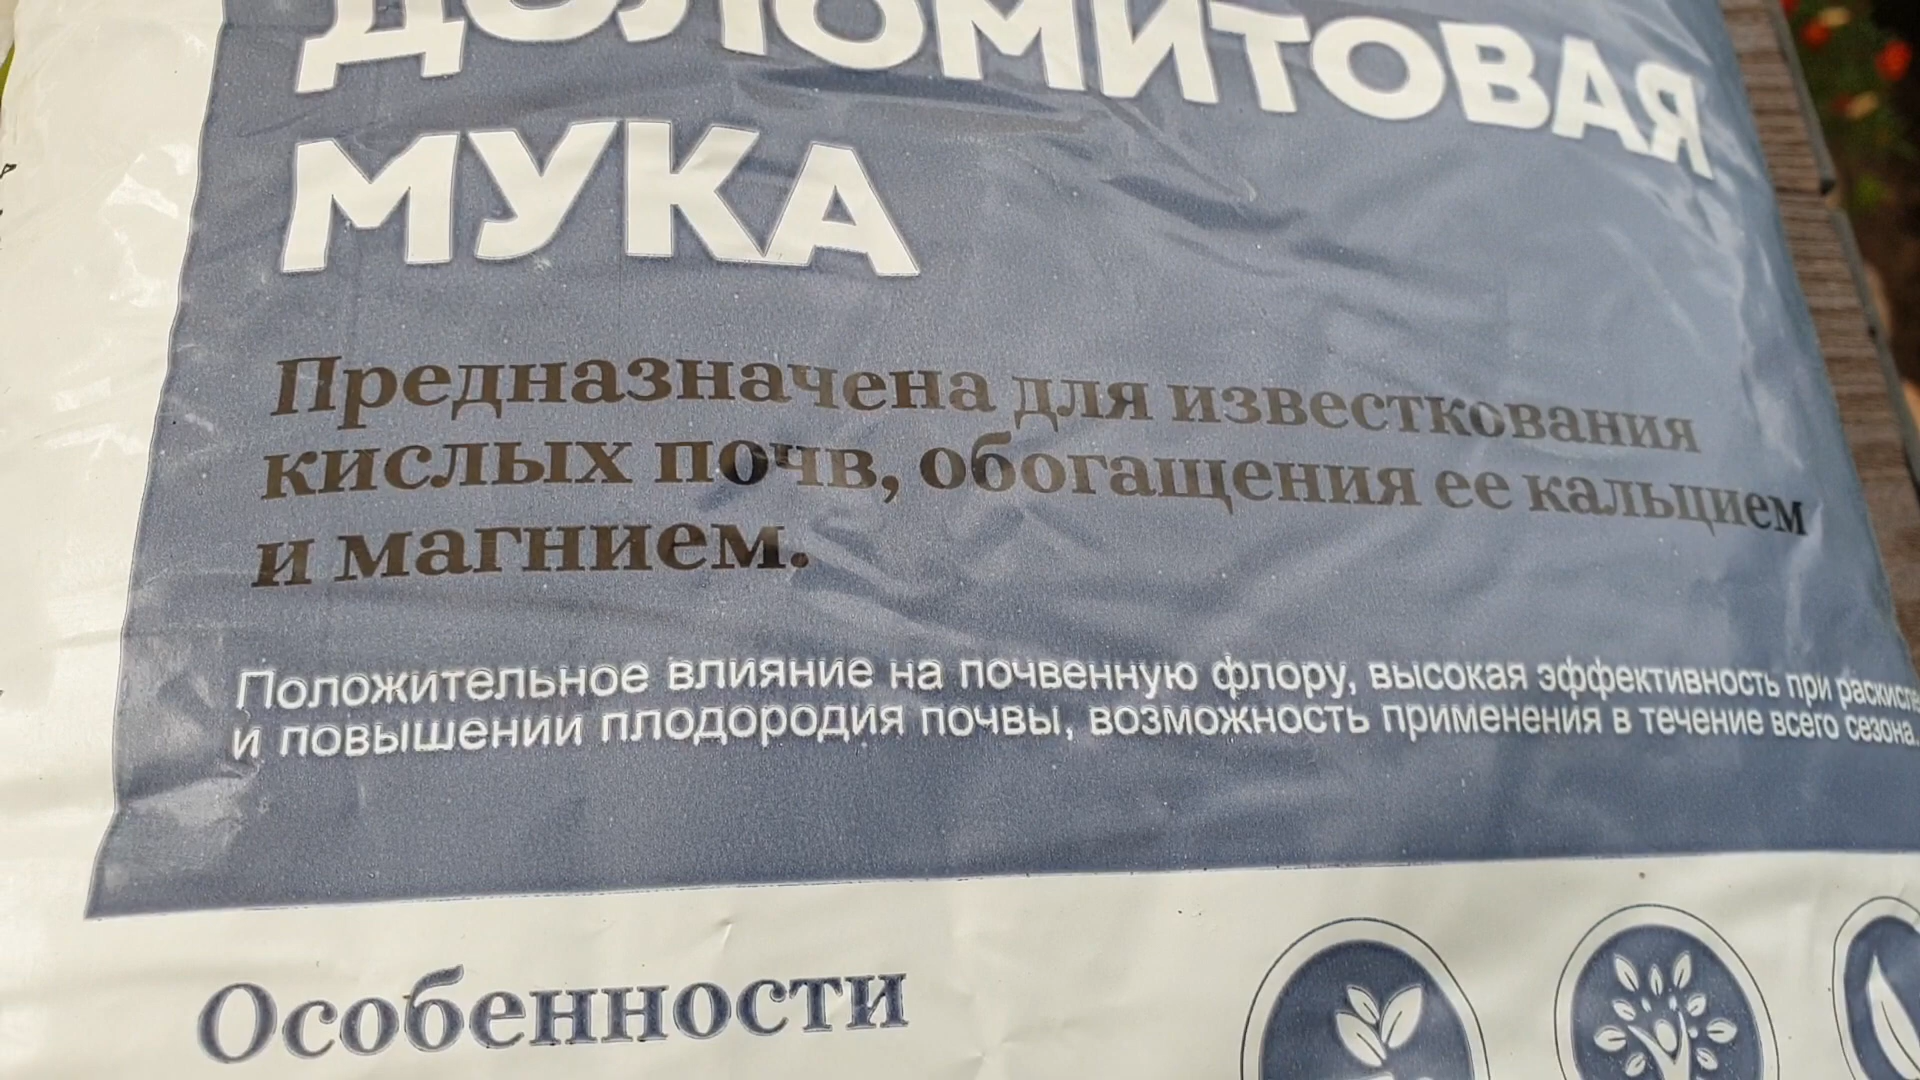 ДОЛОМИТОВАЯ
МУКА
Предназначена для известкования
кислых почв, обогащения ее кальцием
и магнием.
Положительное влияние на почвенную флору, высокая эффективность при
и повышении плодородия почвы, возможность применения в течение всего сезона.
Особенности